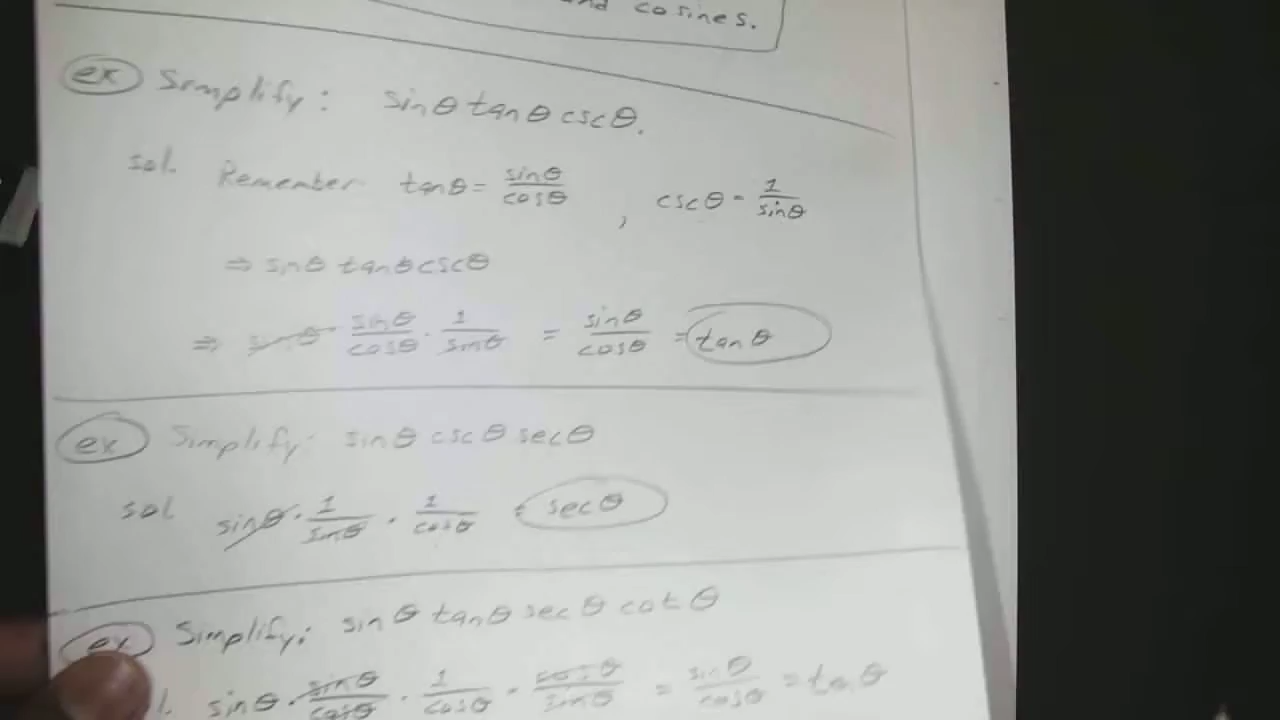 and cosines.
ex Simplify: sinθ tanθ cscθ.
sol. Remember tanθ = sinθ/cosθ , cscθ = 1/sinθ
⇒ sinθ tanθ cscθ
⇒ sinθ · sinθ/cosθ · 1/sinθ = sinθ/cosθ = tanθ
ex Simplify: sinθ cscθ secθ
sol sinθ · 1/sinθ · 1/cosθ = secθ
ex Simplify: sinθ tanθ secθ cotθ
l. sinθ · sinθ/cosθ · 1/cosθ · cosθ/sinθ = sinθ/cosθ = tanθ